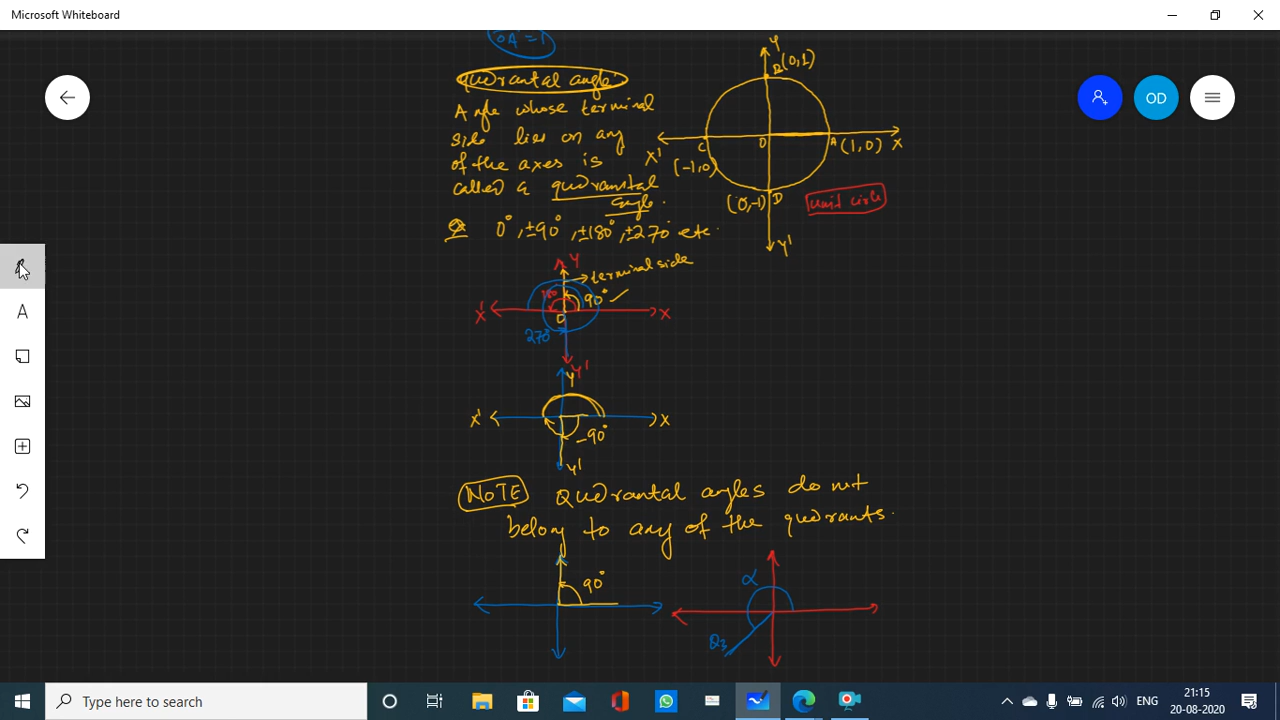 Microsoft Whiteboard
OA = 1
Quadrantal angle:
Angle whose terminal
side lies on any
of the axes is
called a quadrantal
angle.
0°, ±90°, ±180°, ±270° etc.
Y
B(0,1)
X'
C
O
A(1,0)
X
(-1,0)
(0,-1)
D
Y'
unit circle
OD
A
Y
terminal side
180°
90°
X'
O
X
270°
Y'
Y
X'
X
-90°
Y'
NOTE Quadrantal angles do not
belong to any of the quadrants.
90°
α
Q3
Type here to search
ENG
21:15
20-08-2020